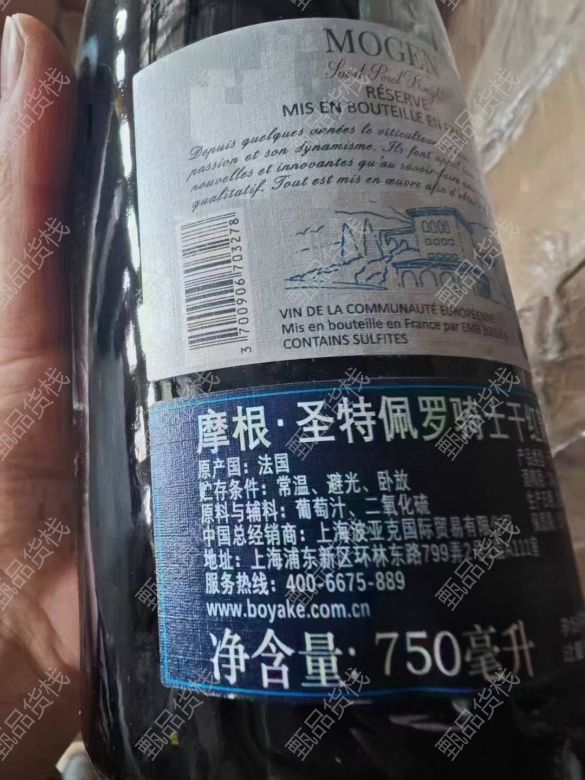 MOGEN
RÉSERVE
MIS EN BOUTEILLE EN
Depuis quelques années le viticulteur
passion et son dynamisme. Ils font appel
nouvelles et innovantes qu'au savoir-faire
qualitatif. Tout est mis en œuvre afin
3 700906 703278
VIN DE LA COMMUNAUTÉ EUROPÉENNE
Mis en bouteille en France par EMB
CONTAINS SULFITES
摩根·圣特佩罗骑士干红
原产国：法国
贮存条件：常温、避光、卧放
原料与辅料：葡萄汁、二氧化硫
中国总经销商：上海波亚克国际贸易有限公司
地址：上海浦东新区环林东路799弄2 A111室
服务热线：400-6675-889
www.boyake.com.cn
净含量：750毫升
甄品货栈